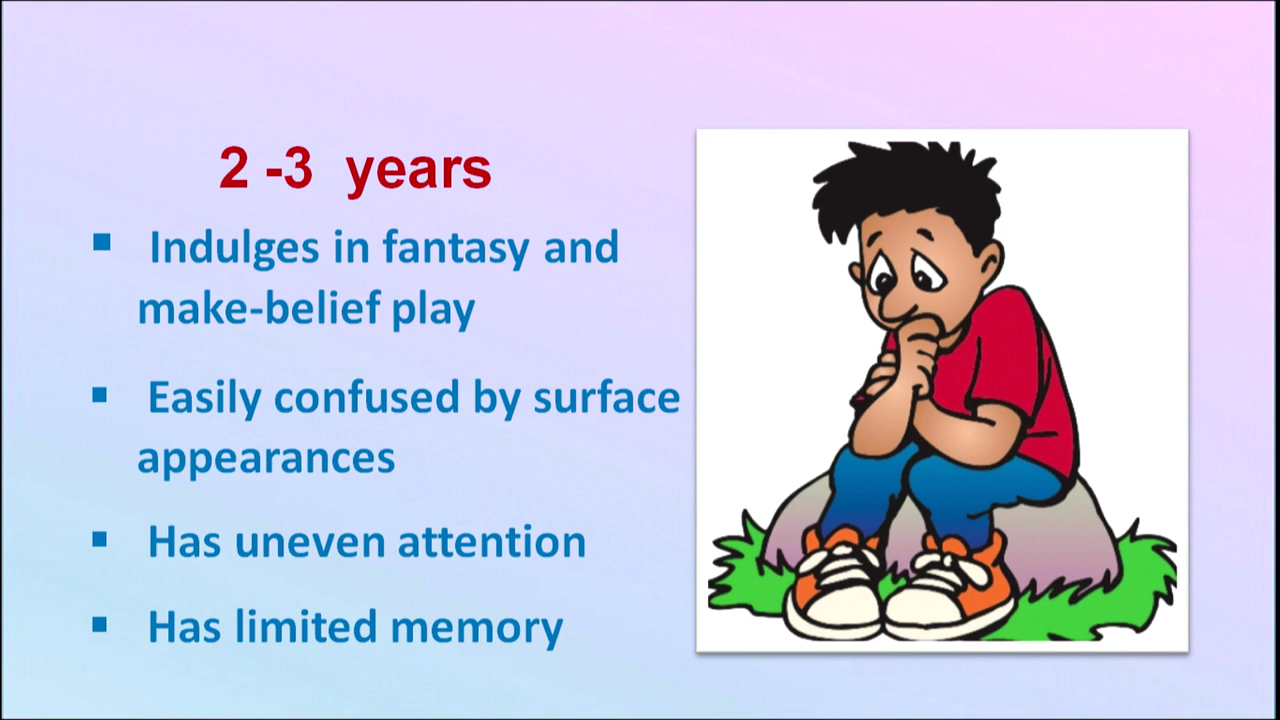 2 -3 years
▪ Indulges in fantasy and
make-belief play
▪ Easily confused by surface
appearances
▪ Has uneven attention
▪ Has limited memory